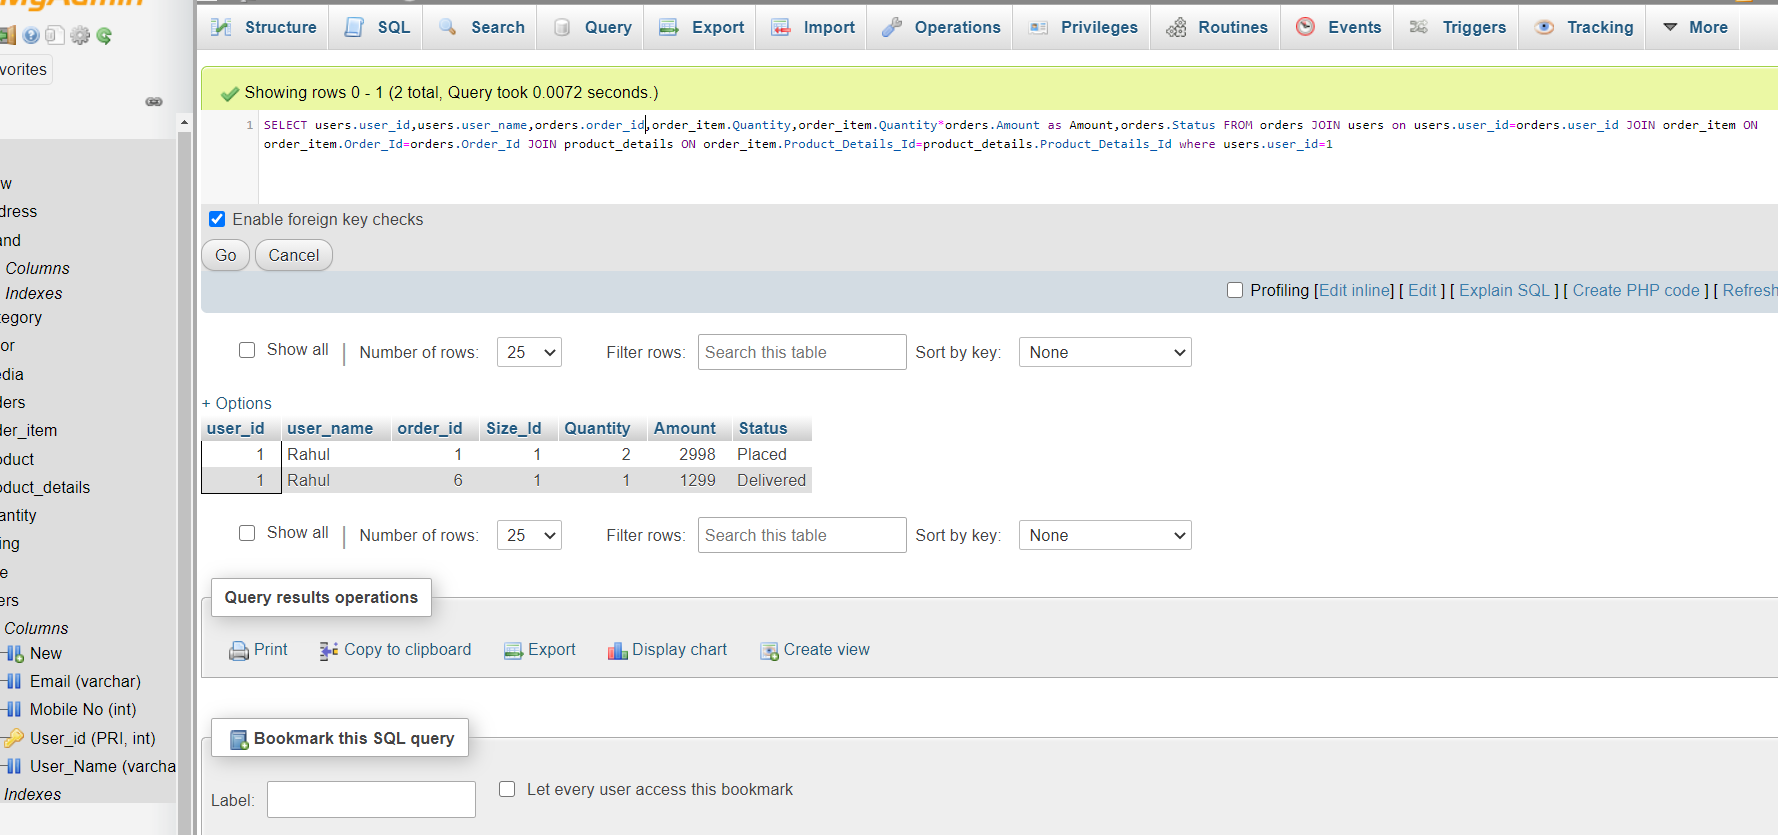 Structure SQL Search Query Export Import Operations Privileges Routines Events Triggers Tracking More
vorites
Showing rows 0 - 1 (2 total, Query took 0.0072 seconds.)
1 SELECT users.user_id,users.user_name,orders.order_id,order_item.Quantity,order_item.Quantity*orders.Amount as Amount,orders.Status FROM orders JOIN users on users.user_id=orders.user_id JOIN order_item ON
order_item.Order_Id=orders.Order_Id JOIN product_details ON order_item.Product_Details_Id=product_details.Product_Details_Id where users.user_id=1
w
dress
and
Columns
Indexes
tegory
or
edia
ders
der_item
oduct
oduct_details
antity
ing
e
ers
Columns
New
Email (varchar)
Mobile No (int)
User_id (PRI, int)
User_Name (varcha
Indexes
Enable foreign key checks
Go Cancel
Profiling [Edit inline] [ Edit ] [ Explain SQL ] [ Create PHP code ] [ Refresh
Show all | Number of rows: 25 Filter rows: Search this table Sort by key: None
+ Options
user_id user_name order_id Size_Id Quantity Amount Status
1 Rahul 1 1 2 2998 Placed
1 Rahul 6 1 1 1299 Delivered
Show all | Number of rows: 25 Filter rows: Search this table Sort by key: None
Query results operations
Print Copy to clipboard Export Display chart Create view
Bookmark this SQL query
Label: Let every user access this bookmark